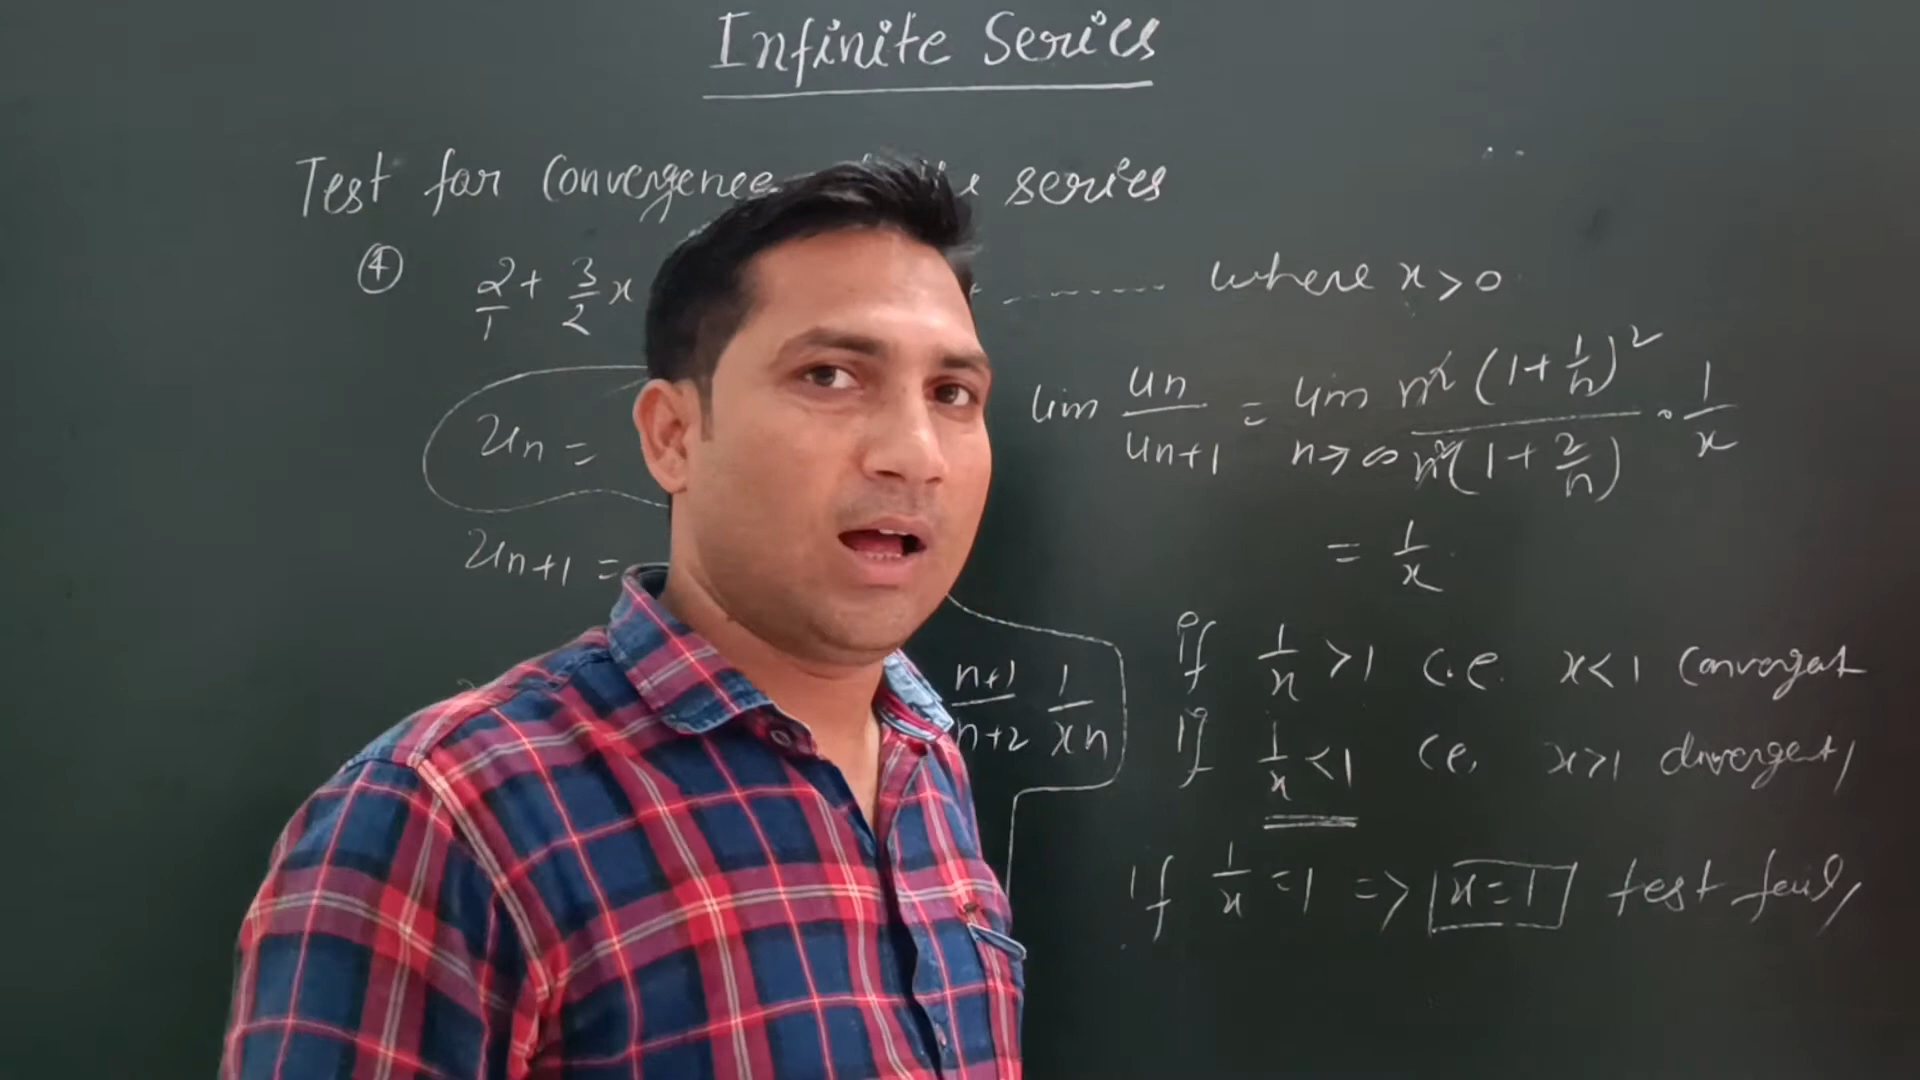 Infinite Series
Test for Convergence series
④ 2/1 + 3/2 x -------- where x > 0
un =
un+1 =
n+1/n+2 1/xn
lim un/un+1 = lim n→∞ n²(1+1/n)²/n²(1+2/n) . 1/x
= 1/x
If 1/x > 1 i.e. x < 1 Convergent
If 1/x < 1 i.e. x > 1 divergent,
if 1/x = 1 => x = 1 test fail,